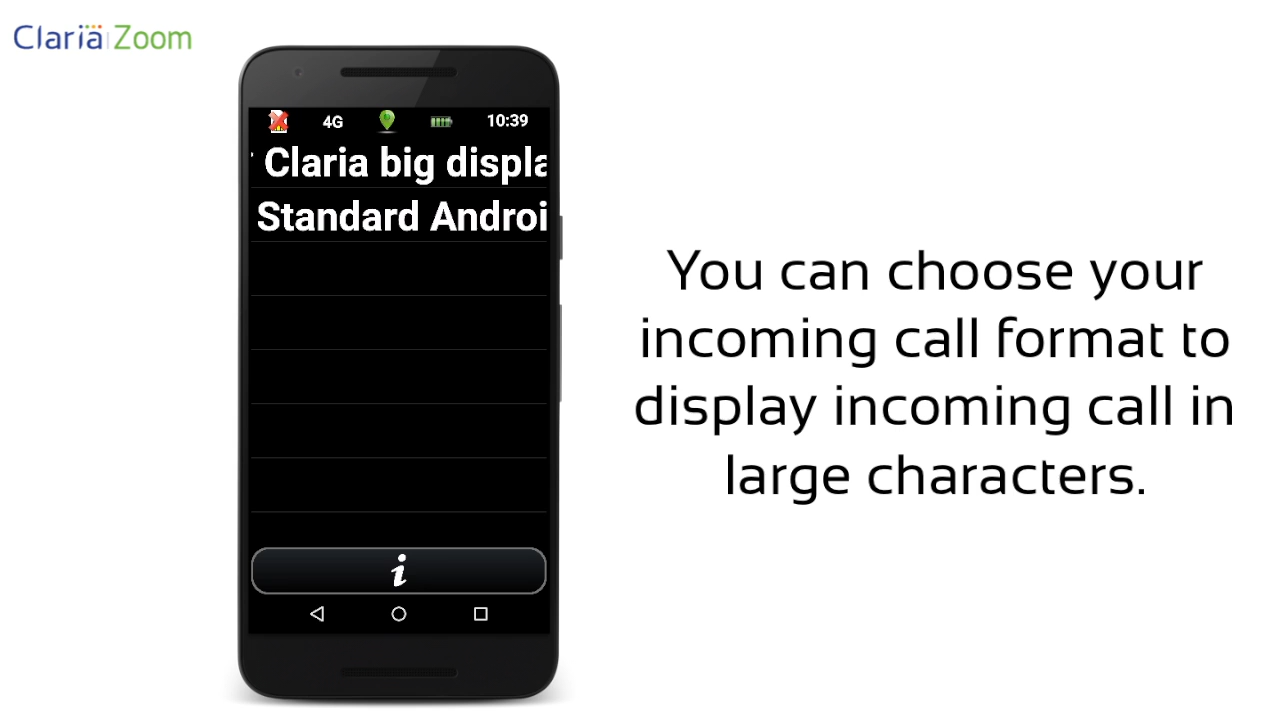 Claria Zoom
4G 10:39
Claria big displa
Standard Androi
i
You can choose your
incoming call format to
display incoming call in
large characters.